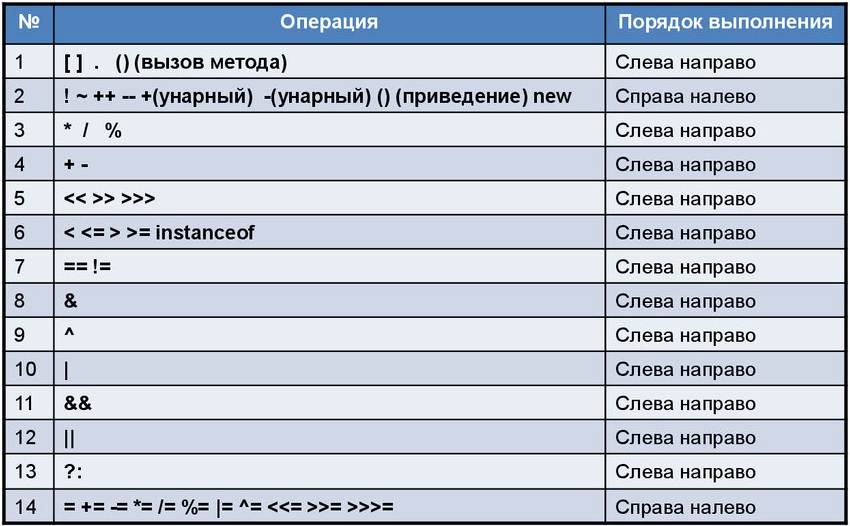 № Операция Порядок выполнения
1 [ ] . () (вызов метода) Слева направо
2 ! ~ ++ -- +(унарный) -(унарный) () (приведение) new Справа налево
3 * / % Слева направо
4 + - Слева направо
5 << >> >>> Слева направо
6 < <= > >= instanceof Слева направо
7 == != Слева направо
8 & Слева направо
9 ^ Слева направо
10 | Слева направо
11 && Слева направо
12 || Слева направо
13 ?: Слева направо
14 = += -= *= /= %= |= ^= <<= >>= >>>= Справа налево